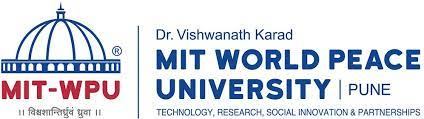 ®
MIT-WPU
॥ विश्वशान्तिर्ध्रुवं ध्रुवा ॥
Dr. Vishwanath Karad
MIT WORLD PEACE
UNIVERSITY | PUNE
TECHNOLOGY, RESEARCH, SOCIAL INNOVATION & PARTNERSHIPS